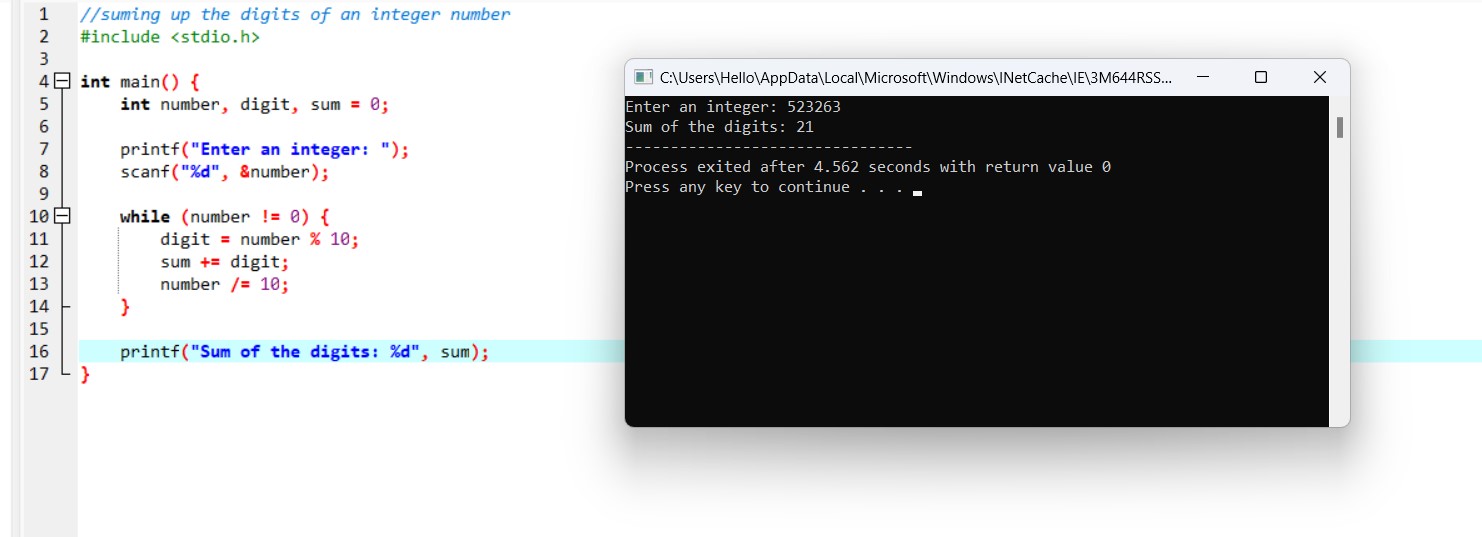 1 //suming up the digits of an integer number
2 #include <stdio.h>
3
4 int main() {
5 int number, digit, sum = 0;
6
7 printf("Enter an integer: ");
8 scanf("%d", &number);
9
10 while (number != 0) {
11 digit = number % 10;
12 sum += digit;
13 number /= 10;
14 }
15
16 printf("Sum of the digits: %d", sum);
17 }
C:\Users\Hello\AppData\Local\Microsoft\Windows\INetCache\IE\3M644RSS...
Enter an integer: 523263
Sum of the digits: 21
--------------------------------
Process exited after 4.562 seconds with return value 0
Press any key to continue . . .